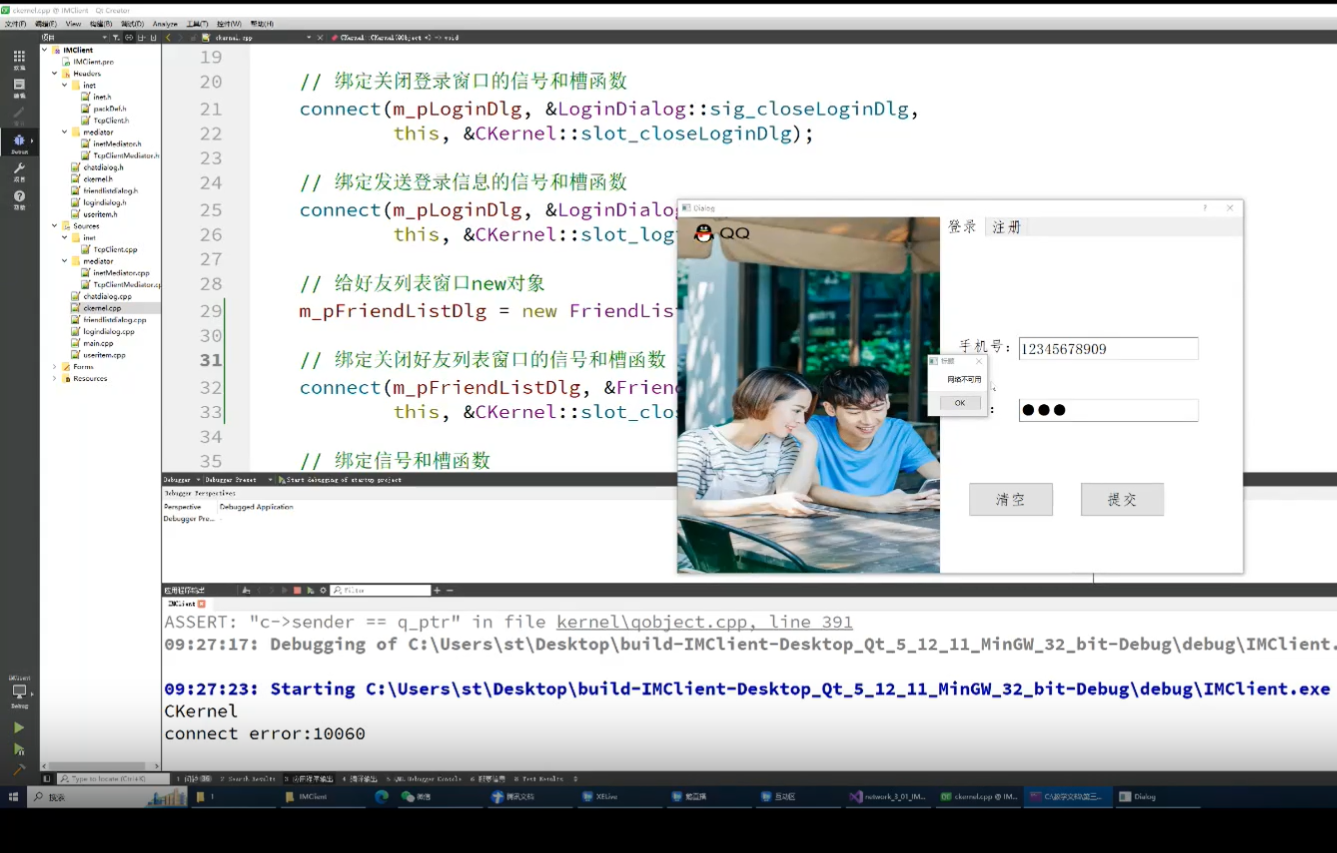 ckernel.cpp @ IMClient - Qt Creator
文件(F) 编辑(E) View 构建(B) 调试(D) Analyze 工具(T) 控件(W) 帮助(H)
项目
ckernel.cpp
IMClient
IMClient.pro
Headers
inet
inet.h
packDef.h
TcpClient.h
mediator
inetMediator.h
TcpClientMediator.h
chatdialog.h
ckernel.h
friendlistdialog.h
logindialog.h
useritem.h
Sources
inet
TcpClient.cpp
mediator
inetMediator.cpp
TcpClientMediator.cp
chatdialog.cpp
ckernel.cpp
friendlistdialog.cpp
logindialog.cpp
main.cpp
useritem.cpp
Forms
Resources
19
20 // 绑定关闭登录窗口的信号和槽函数
21 connect(m_pLoginDlg, &LoginDialog::sig_closeLoginDlg,
22 this, &CKernel::slot_closeLoginDlg);
23
24 // 绑定发送登录信息的信号和槽函数
25 connect(m_pLoginDlg, &LoginDialo
26 this, &CKernel::slot_log
27
28 // 给好友列表窗口new对象
29 m_pFriendListDlg = new FriendLis
30
31 // 绑定关闭好友列表窗口的信号和槽函数
32 connect(m_pFriendListDlg, &Frien
33 this, &CKernel::slot_clos
34
35 // 绑定信号和槽函数
Dialog
QQ
登录 注册
手机号: 12345678909
标题
网络不可用
OK
:
清空 提交
Debugger Debugger Preset Start debugging of startup project
Debugger Perspectives
Perspective Debugged Application
Debugger Pre... -
应用程序输出 Filter
IMClient
ASSERT: "c->sender == q_ptr" in file kernel\qobject.cpp, line 391
09:27:17: Debugging of C:\Users\st\Desktop\build-IMClient-Desktop_Qt_5_12_11_MinGW_32_bit-Debug\debug\IMClient.
09:27:23: Starting C:\Users\st\Desktop\build-IMClient-Desktop_Qt_5_12_11_MinGW_32_bit-Debug\debug\IMClient.exe
CKernel
connect error:10060
IMClient
Debug
Type to locate (Ctrl+K) 1 问题 2 Search Results 3 应用程序输出 4 编译输出 5 QML Debugger Console 6 概要信息 8 Test Results
搜索 1 IMClient 微信 腾讯文档 XELive 互动区 network_3_01_IM... ckernel.cpp @ IM... C:\教学文档\第三... Dialog